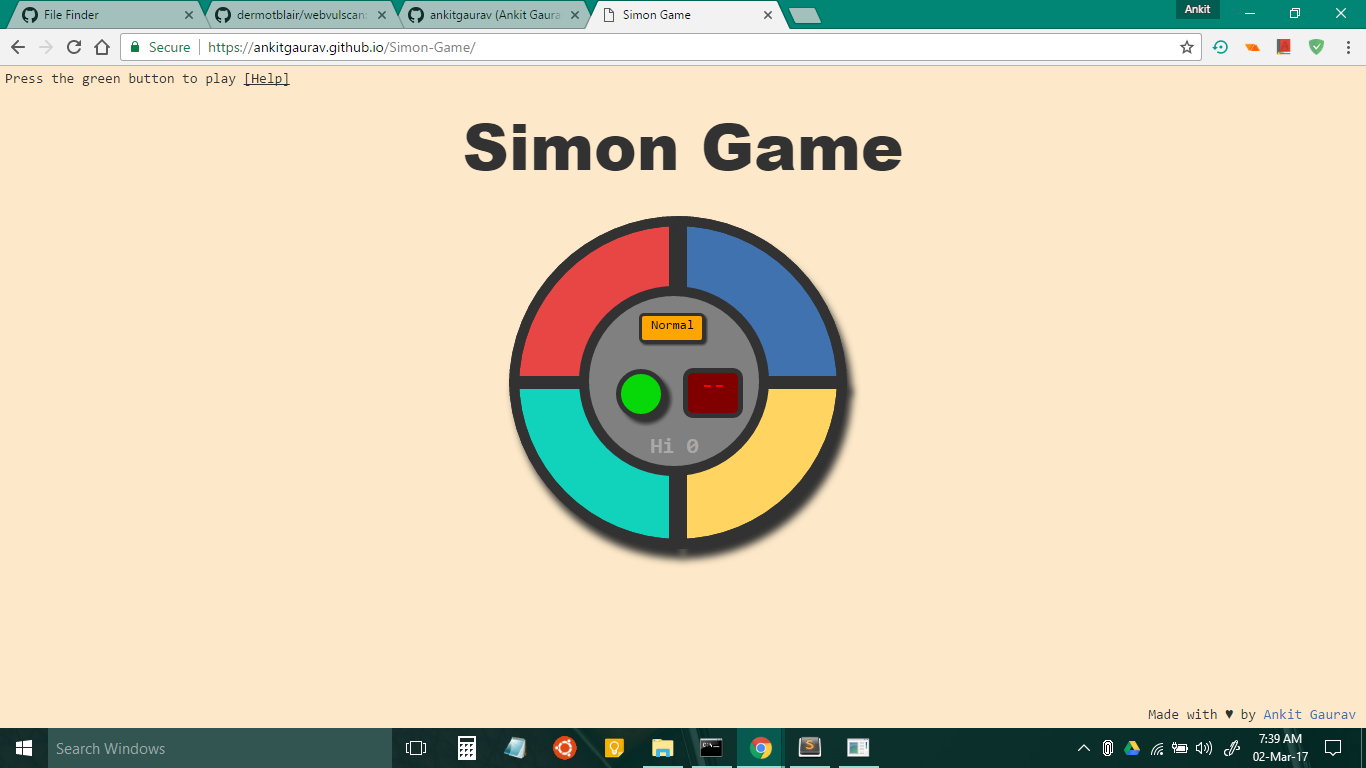 File Finder
dermotblair/webvulscan:
ankitgaurav (Ankit Gaura
Simon Game
Ankit
Secure
https://ankitgaurav.github.io/Simon-Game/
Press the green button to play [Help]
Simon Game
Normal
--
Hi 0
Made with ♥ by Ankit Gaurav
Search Windows
7:39 AM
02-Mar-17